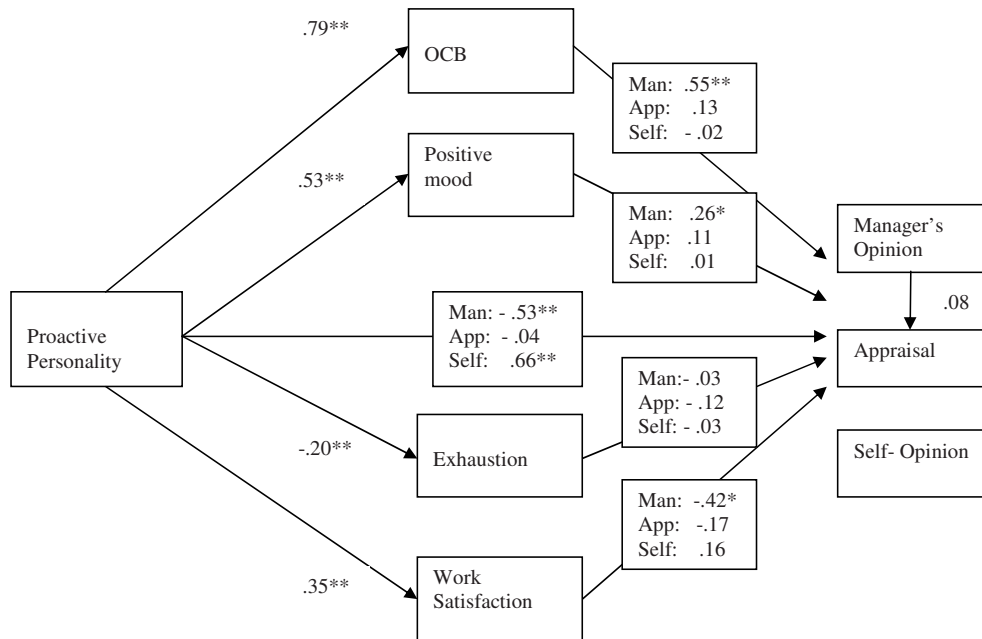 .79**
OCB
Man: .55**
App: .13
Self: - .02
.53**
Positive
mood
Man: .26*
App: .11
Self: .01
Manager's
Opinion
.08
Proactive
Personality
Man: - .53**
App: - .04
Self: .66**
Appraisal
-.20**
Exhaustion
Man:- .03
App: - .12
Self: - .03
Self- Opinion
.35**
Work
Satisfaction
Man: -.42*
App: -.17
Self: .16